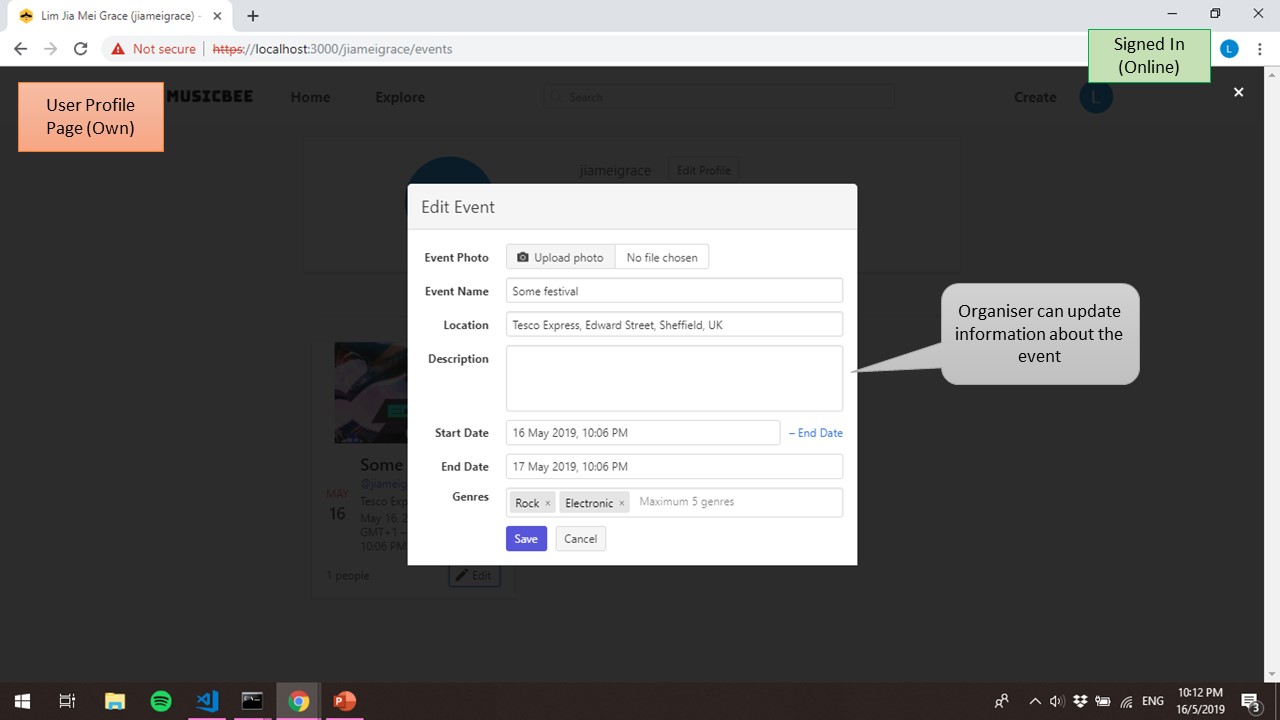 Lim Jia Mei Grace (jiameigrace) -
Not secure https://localhost:3000/jiameigrace/events
Signed In
(Online)
L
User Profile
Page (Own)
MUSICBEE Home Explore Search Create L
jiameigrace Edit Profile
Edit Event
Event Photo Upload photo No file chosen
Event Name Some festival
Location Tesco Express, Edward Street, Sheffield, UK
Description
Organiser can update
information about the
event
Start Date 16 May 2019, 10:06 PM – End Date
End Date 17 May 2019, 10:06 PM
Genres Rock × Electronic × Maximum 5 genres
Save Cancel
Some
@jiameig
MAY
16
Tesco Exp
May 16, 2
GMT+1 –
10:06 PM
1 people Edit
ENG
10:12 PM
16/5/2019
3